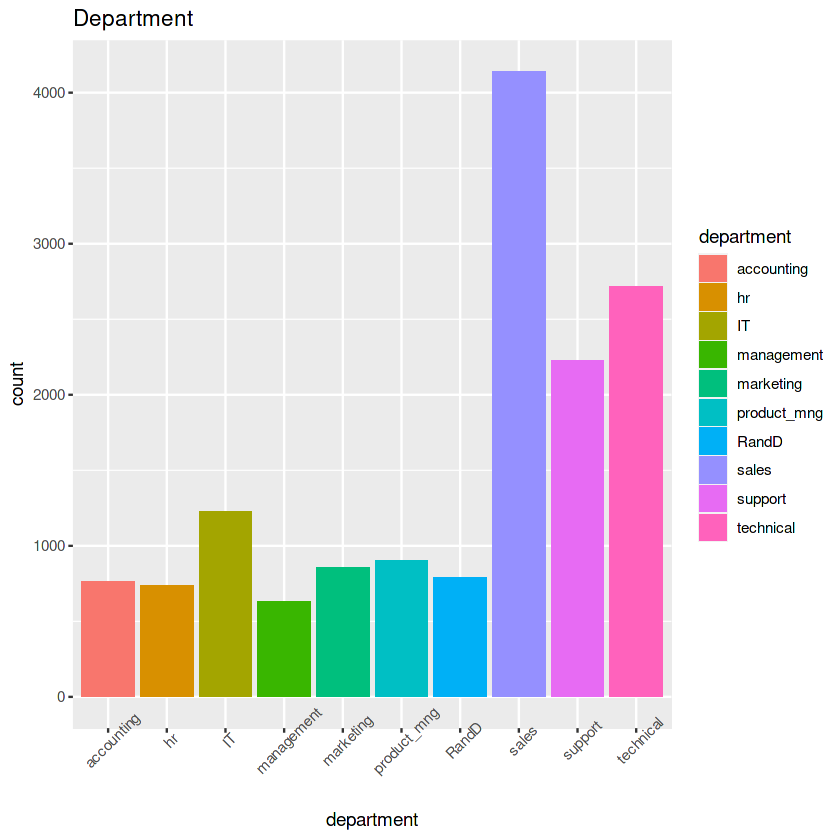 Department
count
4000
3000
2000
1000
0
accounting
hr
IT
management
marketing
product_mng
RandD
sales
support
technical
department
department
accounting
hr
IT
management
marketing
product_mng
RandD
sales
support
technical